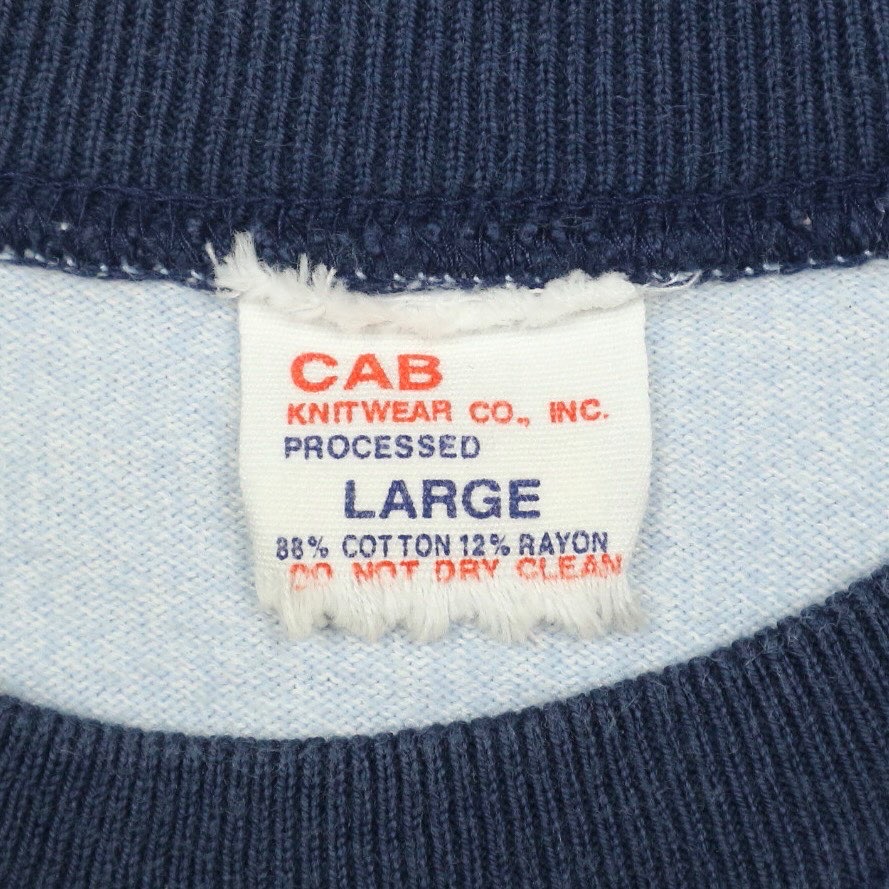 CAB
KNITWEAR CO., INC.
PROCESSED
LARGE
88% COTTON 12% RAYON
DO NOT DRY CLEAN